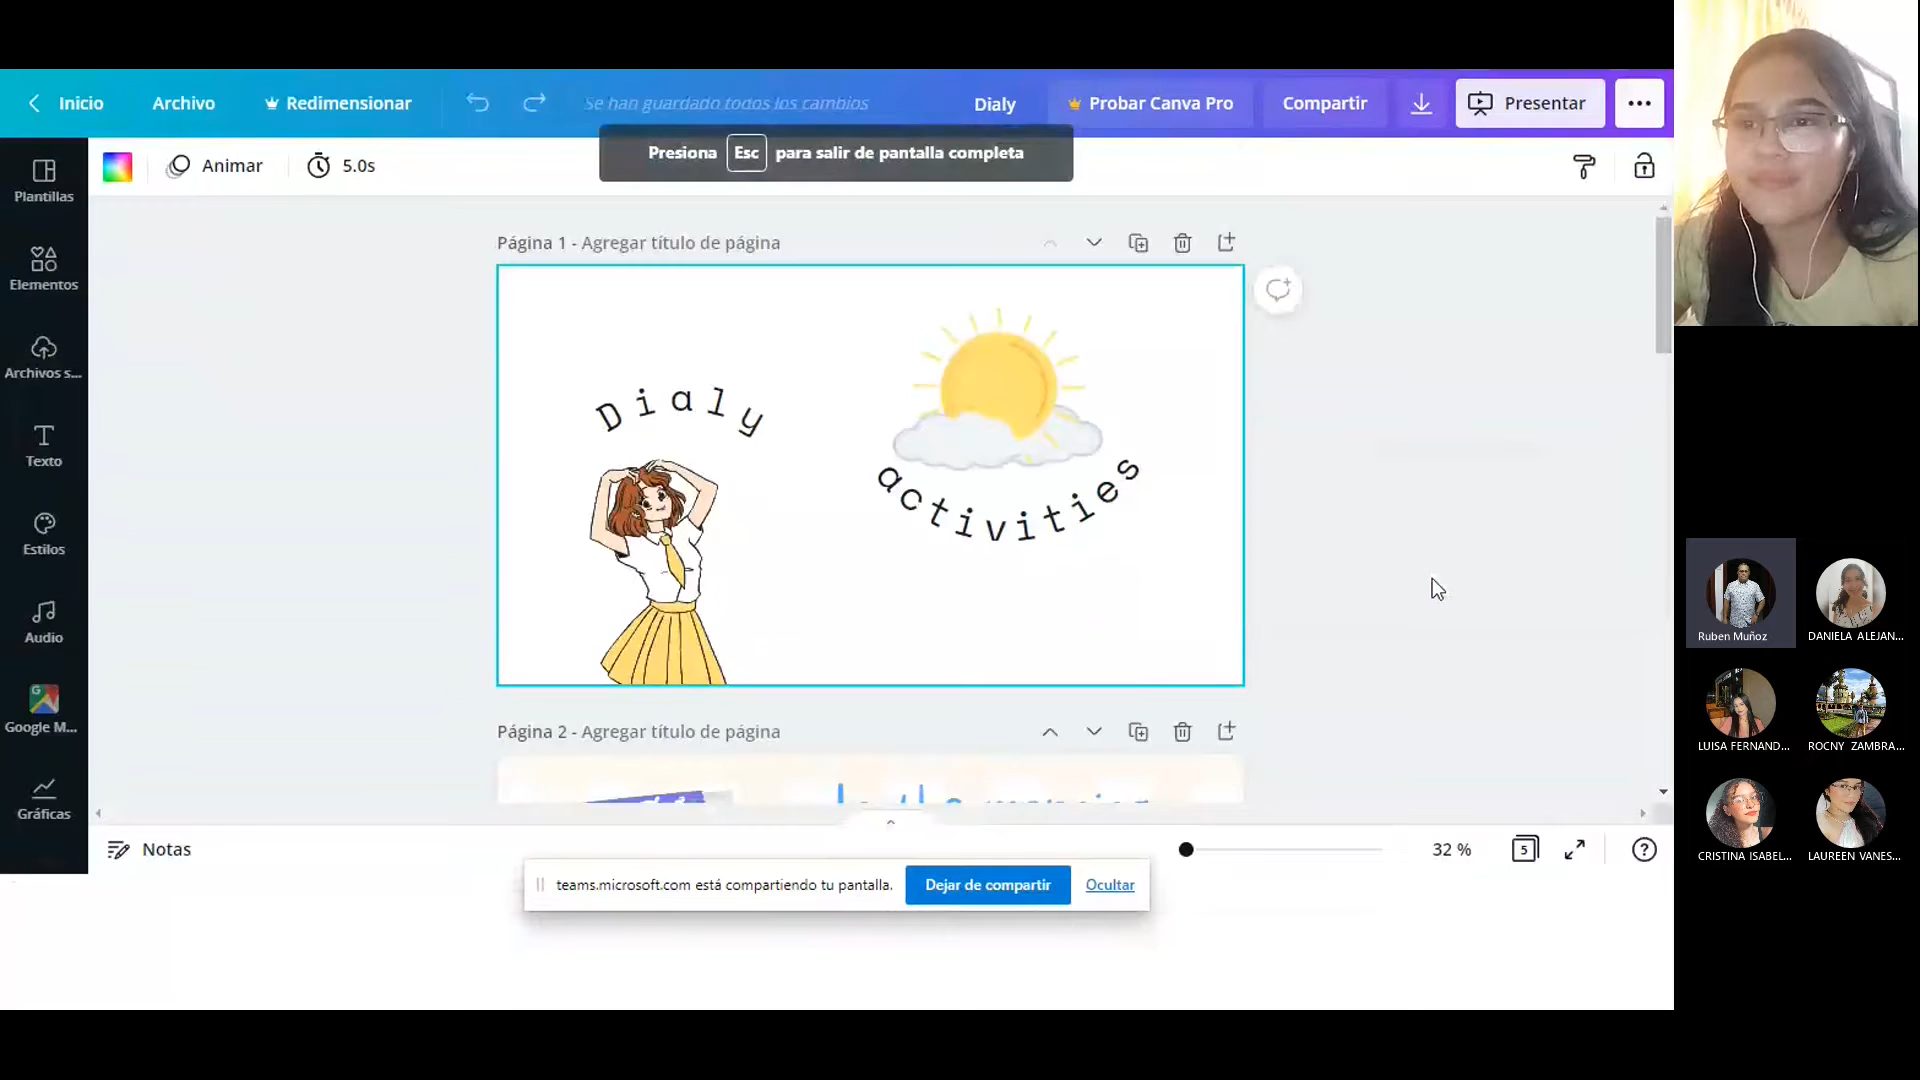 Inicio
Archivo
Redimensionar
Se han guardado todos los cambios
Dialy
Probar Canva Pro
Compartir
Presentar
Presiona Esc para salir de pantalla completa
Animar
5.0s
Plantillas
Elementos
Archivos s...
Texto
Estilos
Audio
Google M...
Gráficas
Página 1 - Agregar título de página
Dialy
activities
Página 2 - Agregar título de página
Notas
32 %
5
teams.microsoft.com está compartiendo tu pantalla.
Dejar de compartir
Ocultar
Ruben Muñoz
DANIELA ALEJAN...
LUISA FERNAND...
ROCNY ZAMBRA...
CRISTINA ISABEL...
LAUREEN VANES...